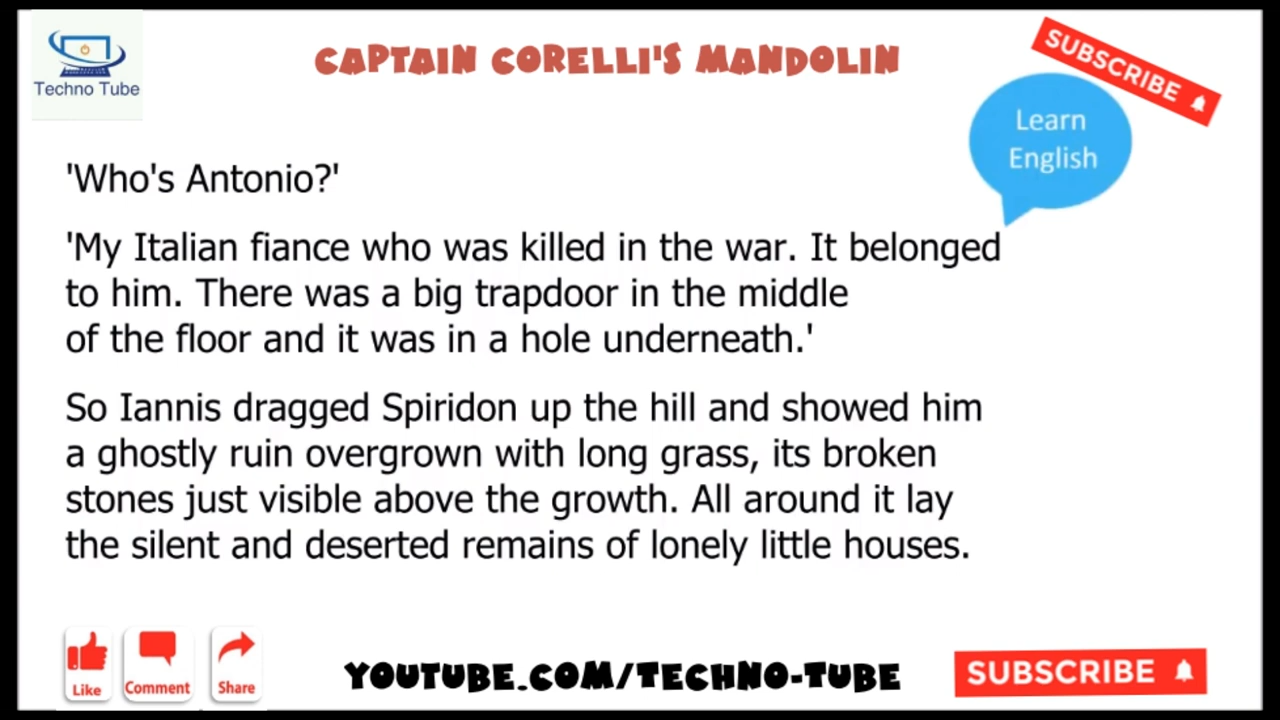 Techno Tube
CAPTAIN CORELLI'S MANDOLIN
SUBSCRIBE
Learn
English
'Who's Antonio?'
'My Italian fiance who was killed in the war. It belonged
to him. There was a big trapdoor in the middle
of the floor and it was in a hole underneath.'
So Iannis dragged Spiridon up the hill and showed him
a ghostly ruin overgrown with long grass, its broken
stones just visible above the growth. All around it lay
the silent and deserted remains of lonely little houses.
Like
Comment
Share
YOUTUBE.COM/TECHNO-TUBE
SUBSCRIBE